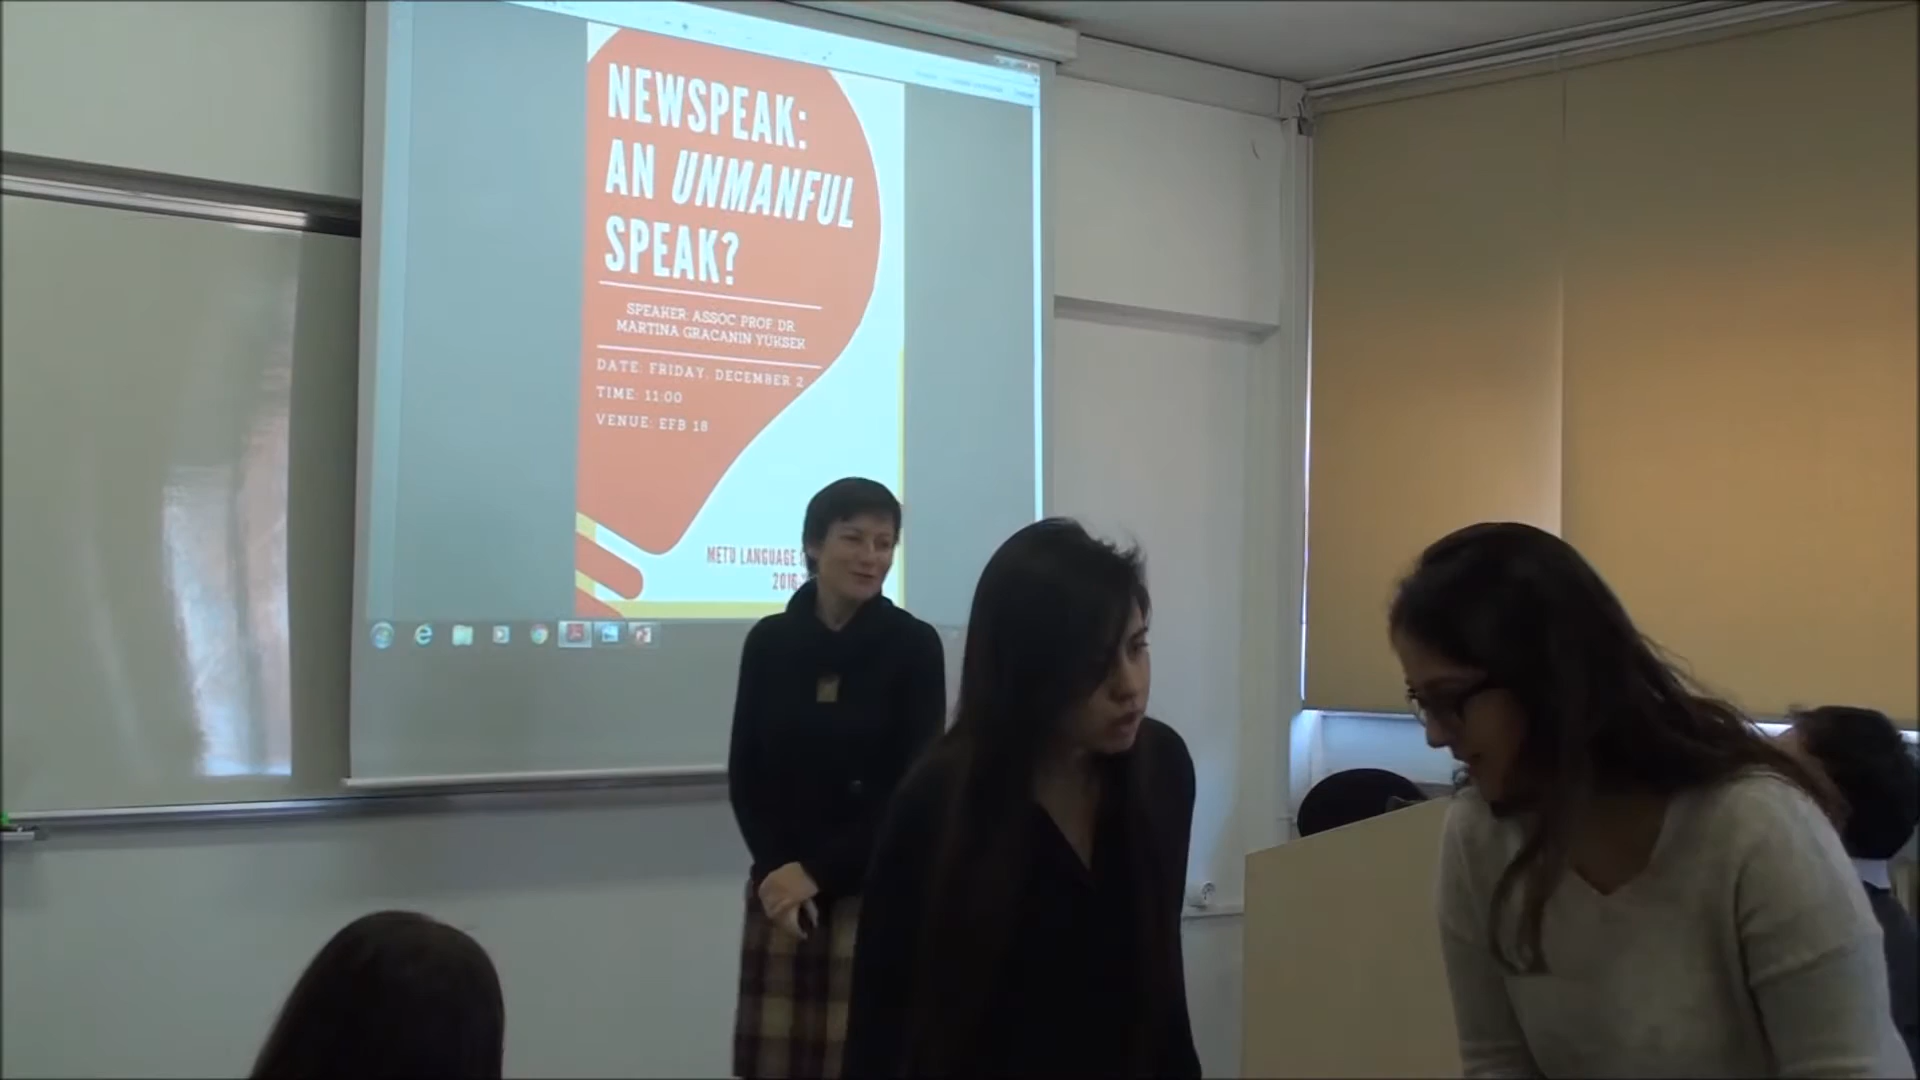 NEWSPEAK:
AN UNMANFUL
SPEAK?
SPEAKER: ASSOC. PROF. DR.
MARTINA GRACANIN YUKSEK
DATE: FRIDAY, DECEMBER 2
TIME: 11:00
VENUE: EFB 18
METU LANGUAGE
2016